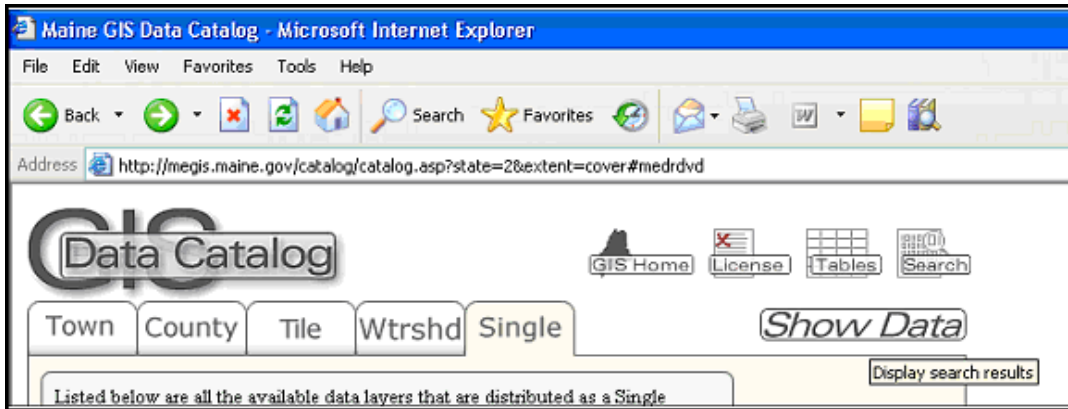 Maine GIS Data Catalog - Microsoft Internet Explorer
File Edit View Favorites Tools Help
Back Search Favorites W
Address http://megis.maine.gov/catalog/catalog.asp?state=2&extent=cover#medrdvd
GIS
Data Catalog
GIS Home License Tables Search
Town County Tile Wtrshd Single Show Data
Display search results
Listed below are all the available data layers that are distributed as a Single